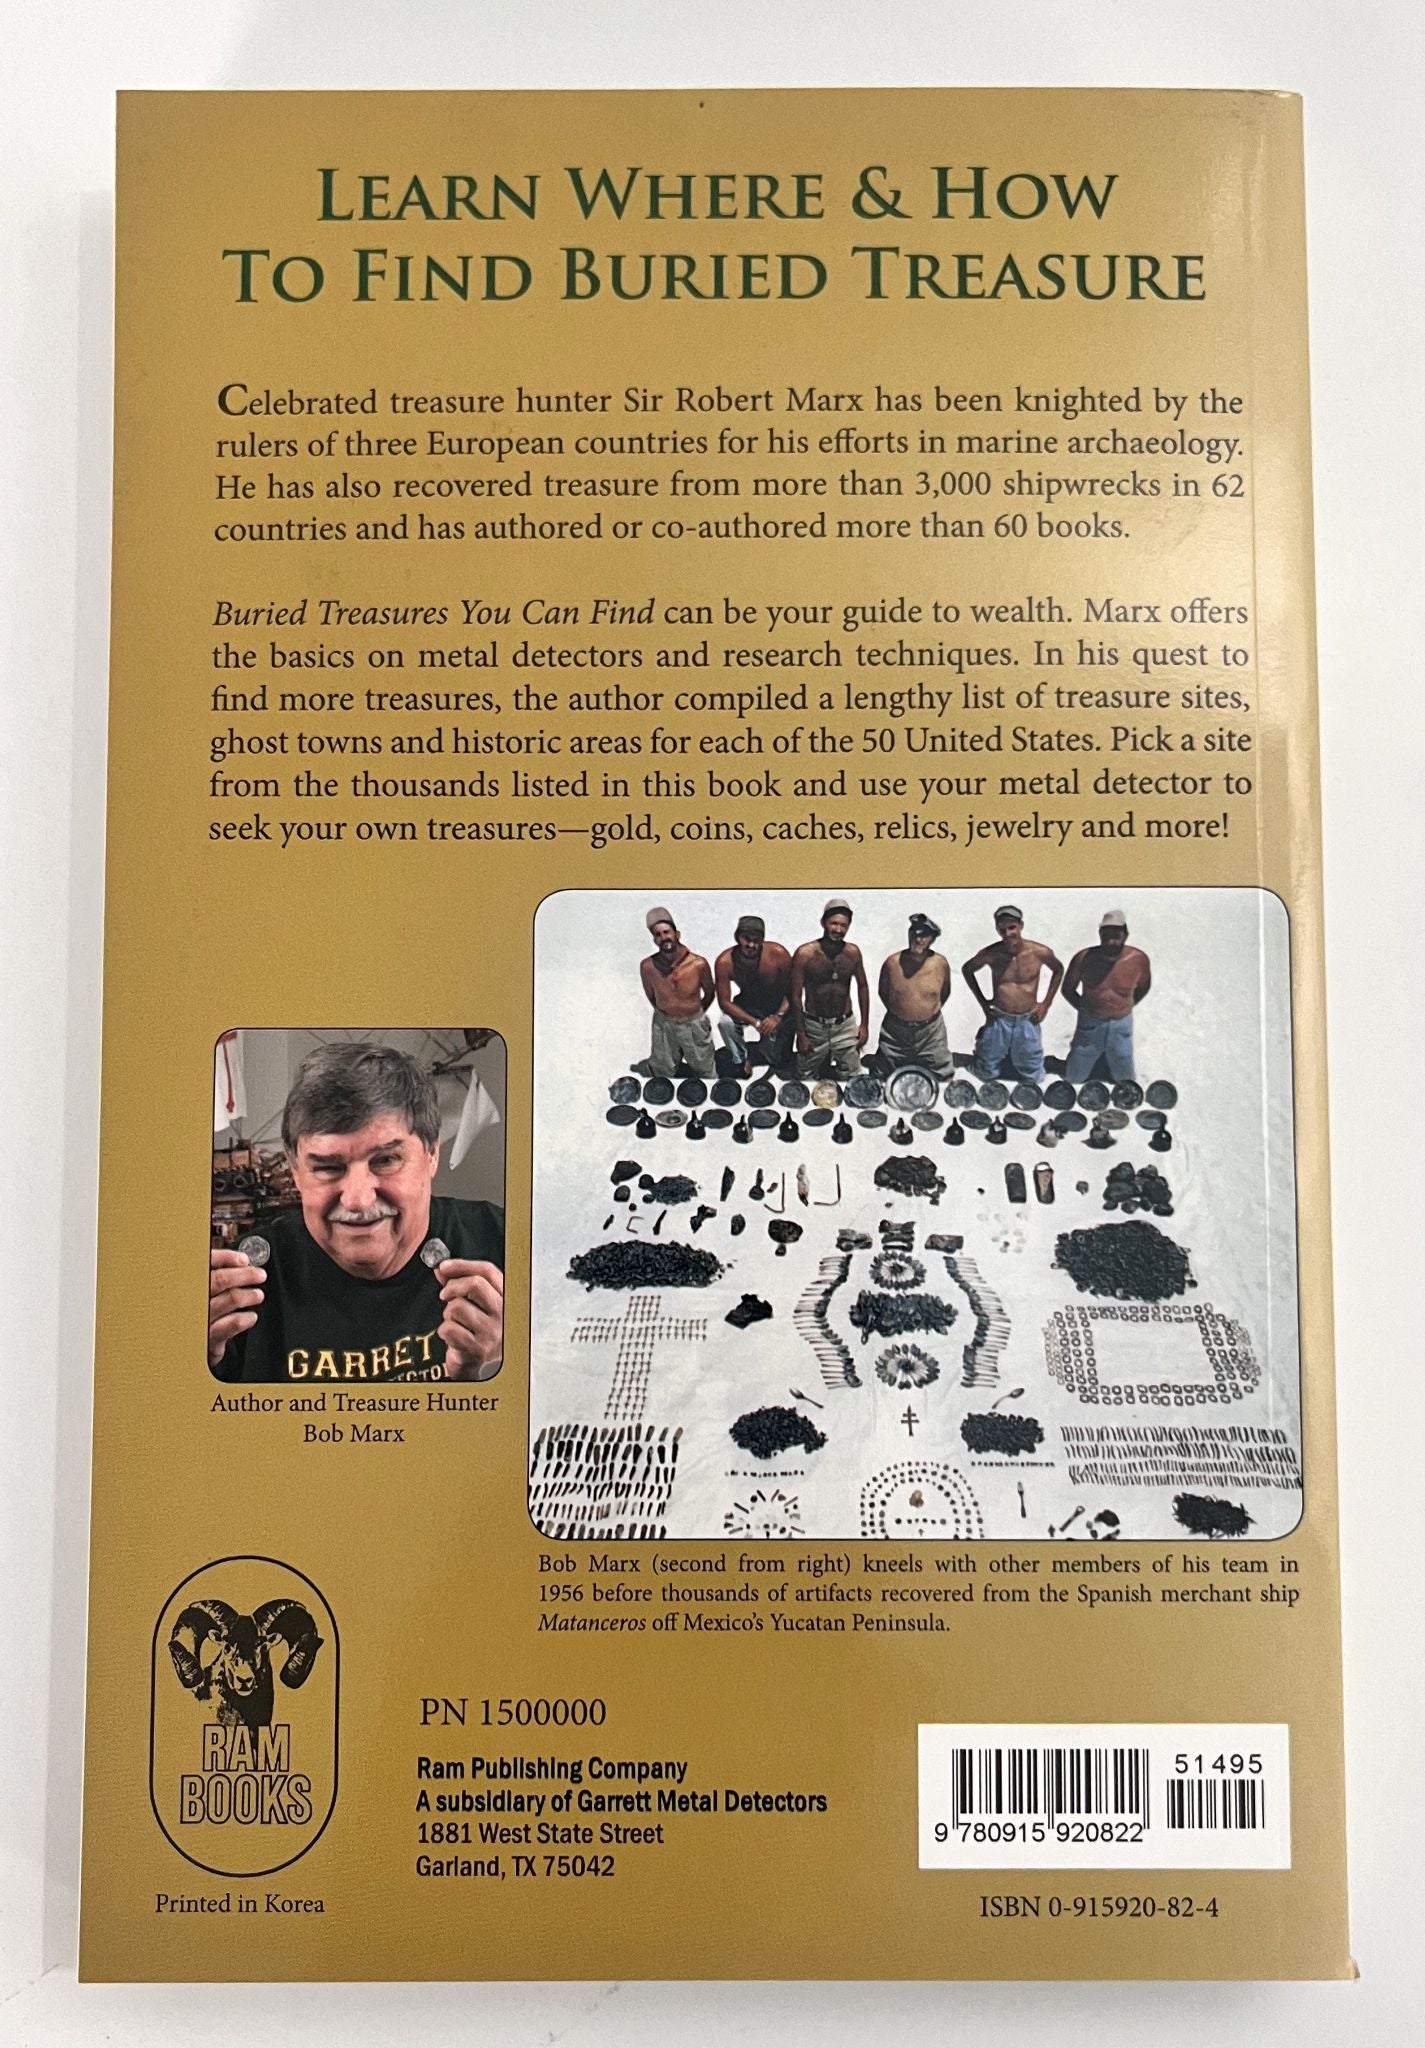 LEARN WHERE & HOW
TO FIND BURIED TREASURE
Celebrated treasure hunter Sir Robert Marx has been knighted by the
rulers of three European countries for his efforts in marine archaeology.
He has also recovered treasure from more than 3,000 shipwrecks in 62
countries and has authored or co-authored more than 60 books.
Buried Treasures You Can Find can be your guide to wealth. Marx offers
the basics on metal detectors and research techniques. In his quest to
find more treasures, the author compiled a lengthy list of treasure sites,
ghost towns and historic areas for each of the 50 United States. Pick a site
from the thousands listed in this book and use your metal detector to
seek your own treasures—gold, coins, caches, relics, jewelry and more!
GARRET
Author and Treasure Hunter
Bob Marx
Bob Marx (second from right) kneels with other members of his team in
1956 before thousands of artifacts recovered from the Spanish merchant ship
Matanceros off Mexico's Yucatan Peninsula.
RAM
BOOKS
Printed in Korea
PN 1500000
Ram Publishing Company
A subsidiary of Garrett Metal Detectors
1881 West State Street
Garland, TX 75042
51495
9 780915 920822
ISBN 0-915920-82-4